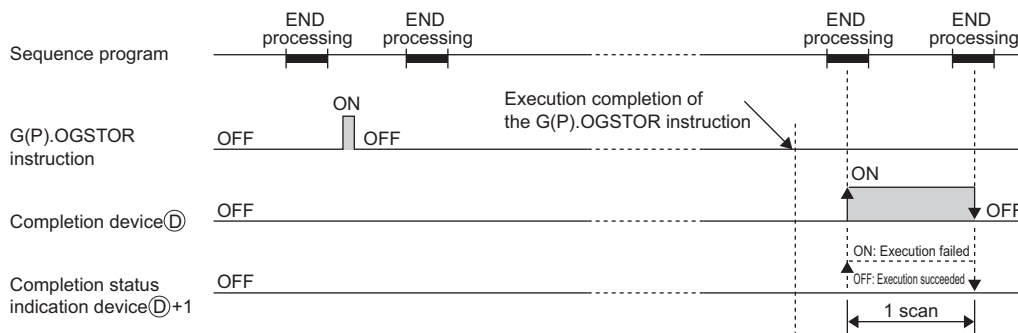 END
processing
END
processing
END
processing
END
processing
Sequence program
ON
Execution completion of
the G(P).OGSTOR instruction
G(P).OGSTOR
instruction
OFF
OFF
ON
Completion device Ⓓ
OFF
OFF
ON: Execution failed
Completion status
indication device Ⓓ+1
OFF
OFF: Execution succeeded
1 scan